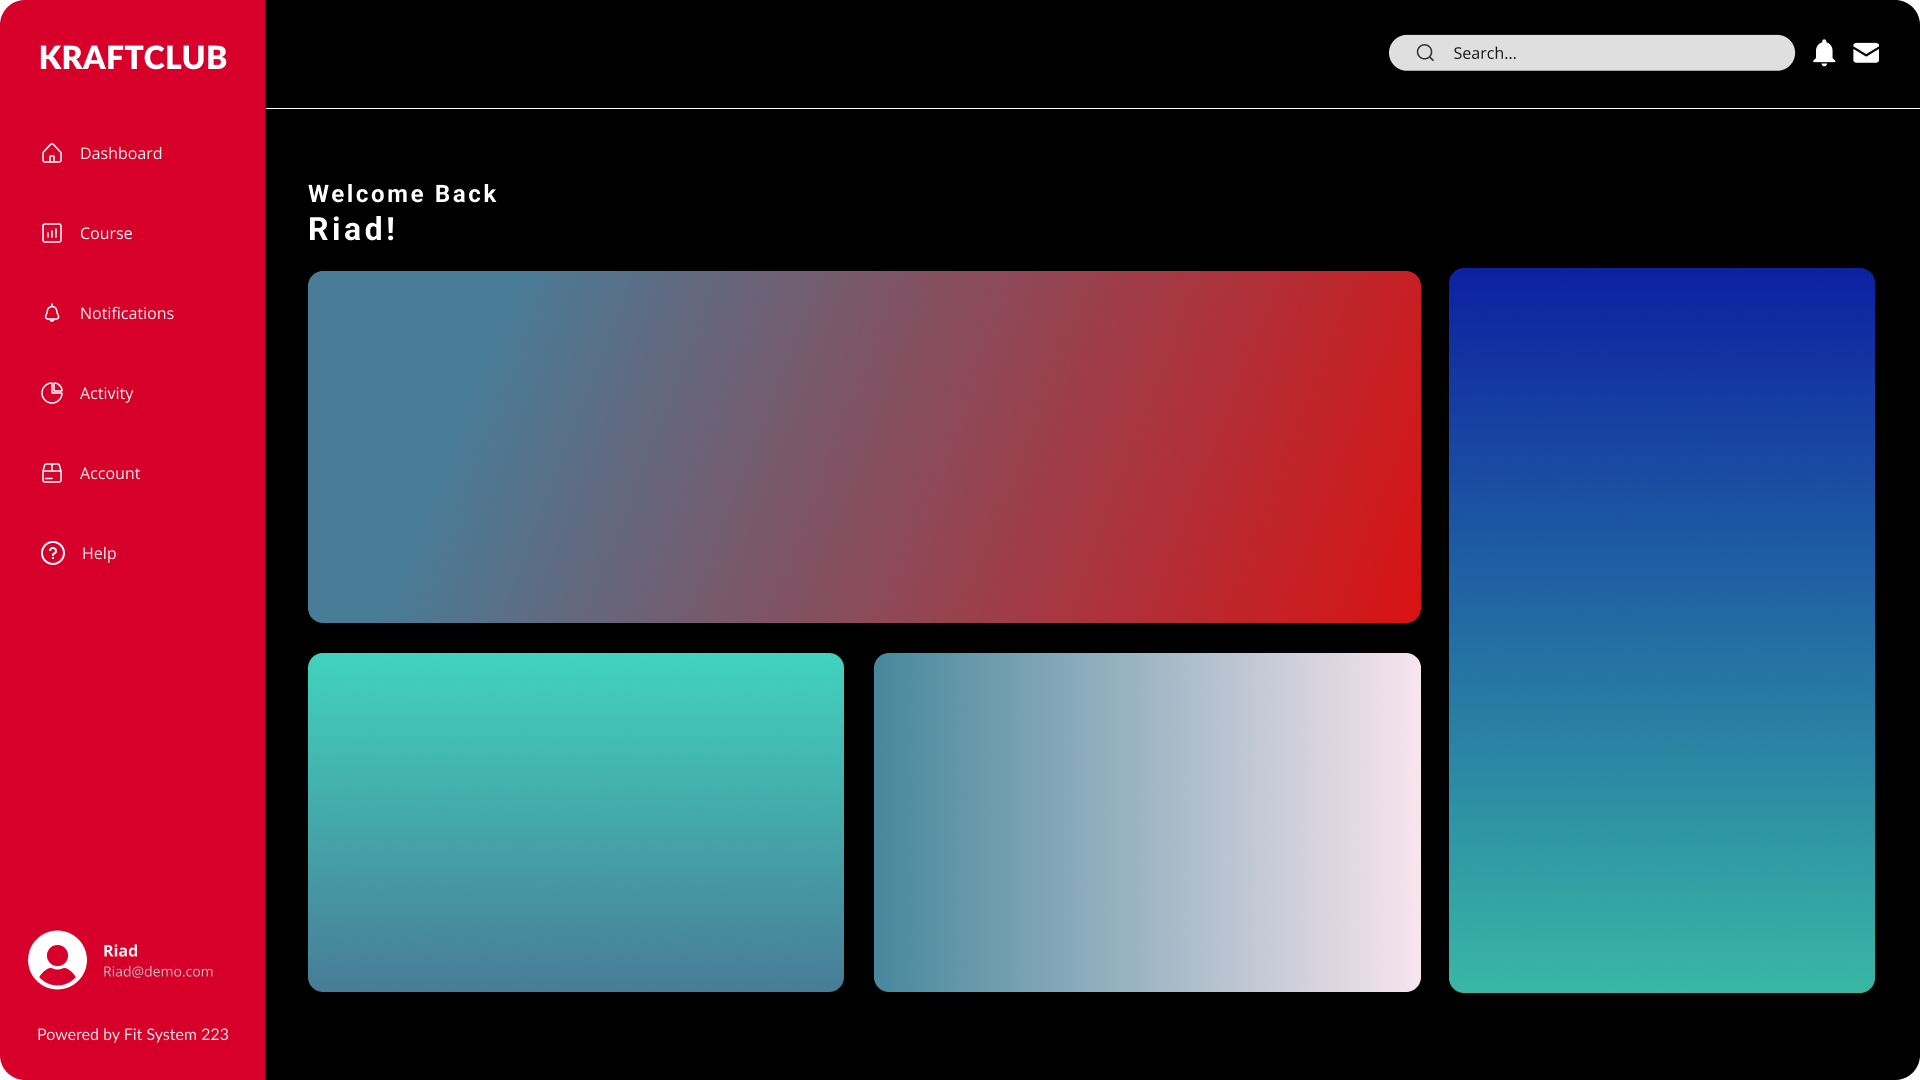 KRAFTCLUB
Dashboard
Course
Notifications
Activity
Account
Help
Riad
Riad@demo.com
Powered by Fit System 223
Search...
Welcome Back
Riad!